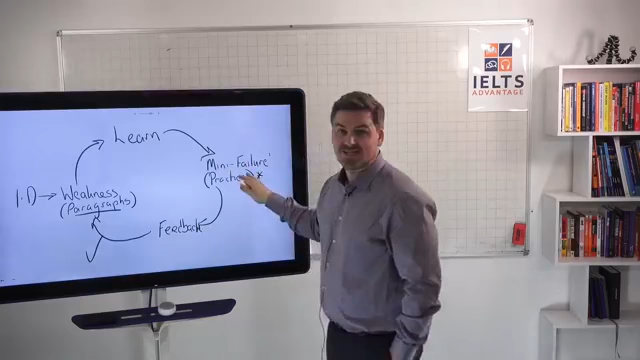 IELTS
ADVANTAGE
Learn
'Mini-Failure'
I.D → Weakness
(Paragraphs)
Feedback